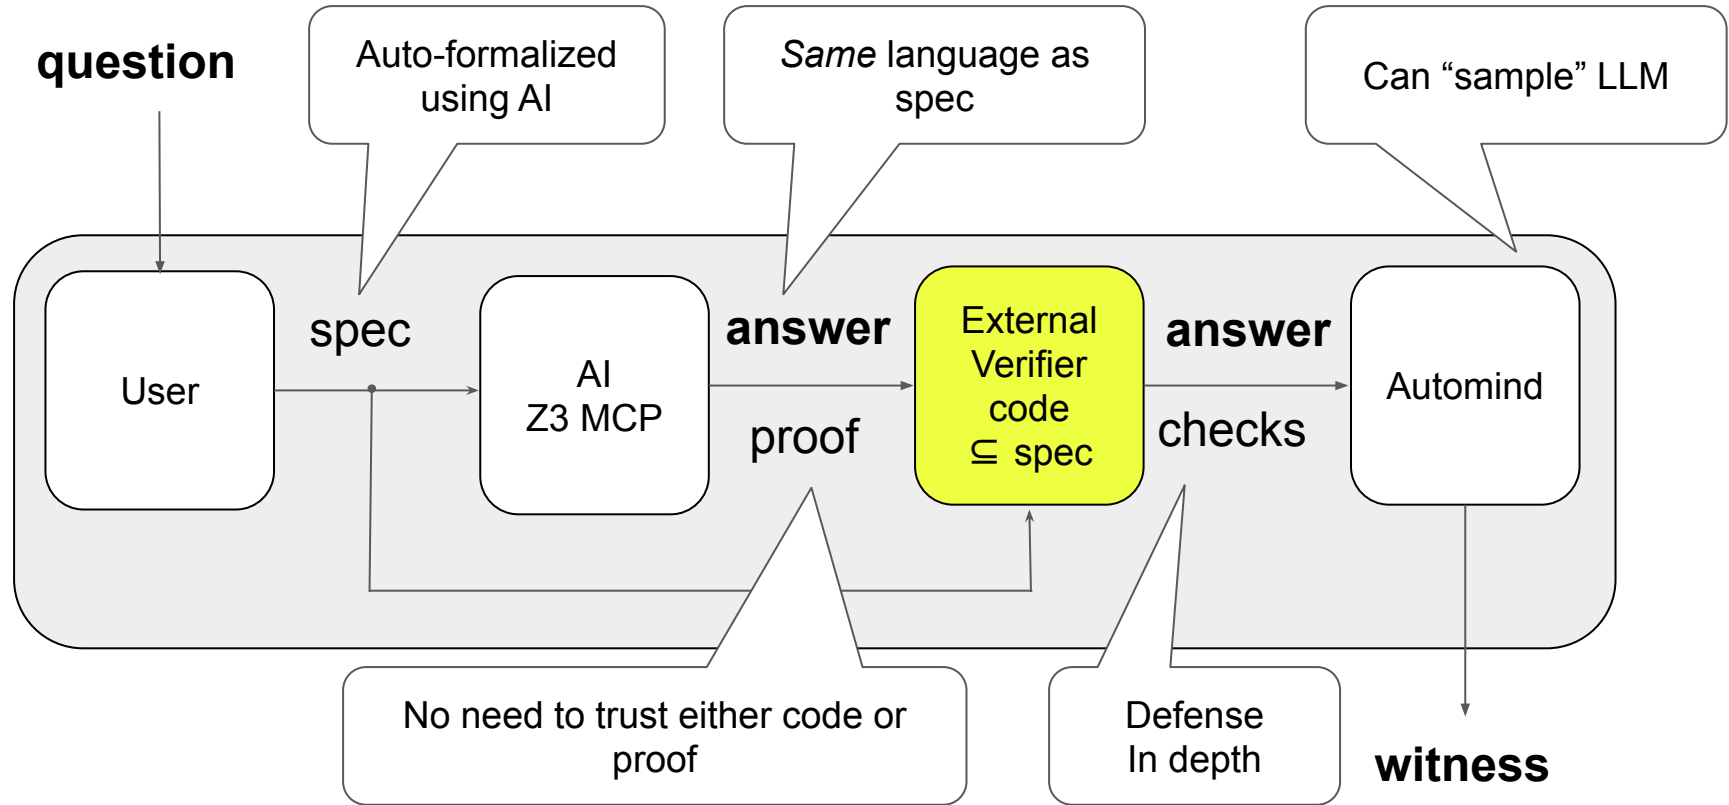 question
Auto-formalized
using AI
Same language as
spec
Can “sample” LLM
User
spec
AI
Z3 MCP
answer
proof
External
Verifier
code
⊆ spec
answer
checks
Automind
No need to trust either code or
proof
Defense
In depth
witness